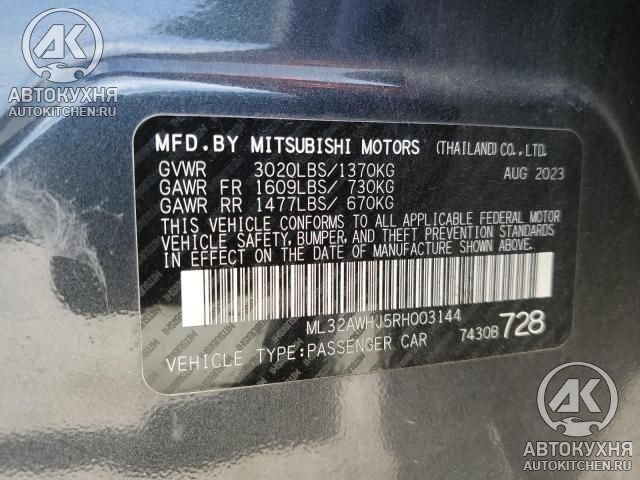 АК
АВТОКУХНЯ
AUTOKITCHEN.RU
MFD.BY MITSUBISHI MOTORS (THAILAND) CO.,LTD.
GVWR 3020LBS/1370KG AUG 2023
GAWR FR 1609LBS/ 730KG
GAWR RR 1477LBS/ 670KG
THIS VEHICLE CONFORMS TO ALL APPLICABLE FEDERAL MOTOR
VEHICLE SAFETY, BUMPER, AND THEFT PREVENTION STANDARDS
IN EFFECT ON THE DATE OF MANUFACTURE SHOWN ABOVE.
ML32AWHJ5RH003144
VEHICLE TYPE:PASSENGER CAR 7430B 728
АК
АВТОКУХНЯ
AUTOKITCHEN.RU